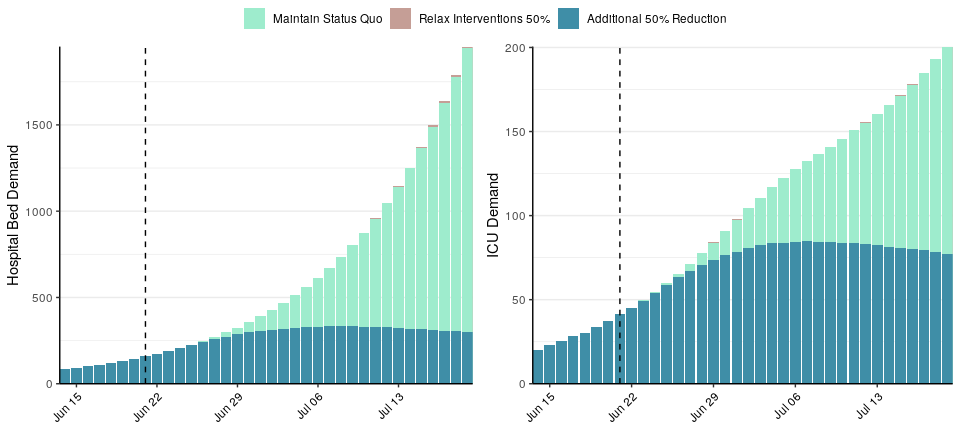 Maintain Status Quo Relax Interventions 50% Additional 50% Reduction
Hospital Bed Demand
1500
1000
500
0
Jun 15 Jun 22 Jun 29 Jul 06 Jul 13
ICU Demand
200
150
100
50
0
Jun 15 Jun 22 Jun 29 Jul 06 Jul 13